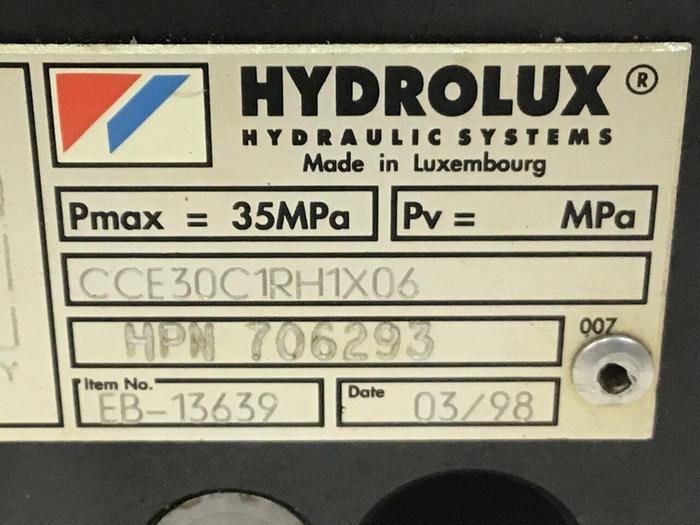 HYDROLUX ®
HYDRAULIC SYSTEMS
Made in Luxembourg
Pmax = 35MPa Pv = MPa
CCE30C1RH1X06
HPN 706293
007
Item No. EB-13639
Date 03/98